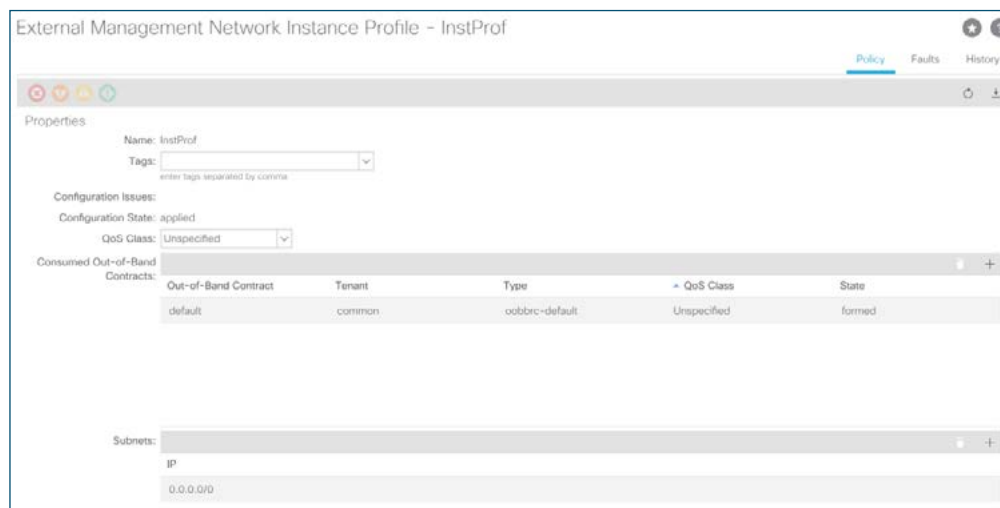 External Management Network Instance Profile - InstProf
Policy Faults History
Properties
Name: InstProf
Tags:
enter tags separated by comma
Configuration Issues:
Configuration State: applied
QoS Class: Unspecified
Consumed Out-of-Band Contracts:
Out-of-Band Contract Tenant Type QoS Class State
default common oobbrc-default Unspecified formed
Subnets:
IP
0.0.0.0/0